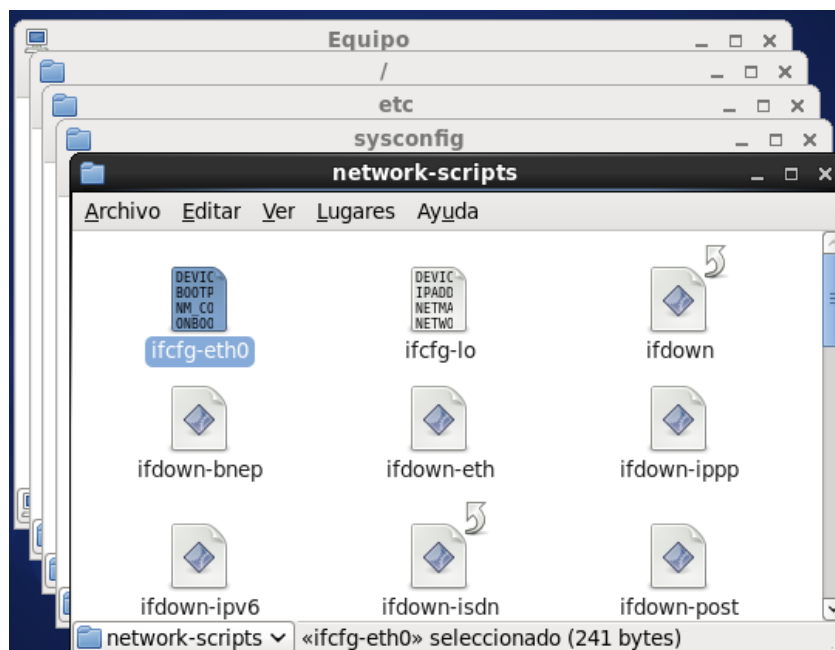 Equipo
/
etc
sysconfig
network-scripts
Archivo Editar Ver Lugares Ayuda
DEVIC
BOOTP
NM_CO
ONBOO
DEVIC
IPADD
NETMA
NETWO
ifcfg-eth0 ifcfg-lo ifdown
ifdown-bnep ifdown-eth ifdown-ippp
ifdown-ipv6 ifdown-isdn ifdown-post
network-scripts «ifcfg-eth0» seleccionado (241 bytes)